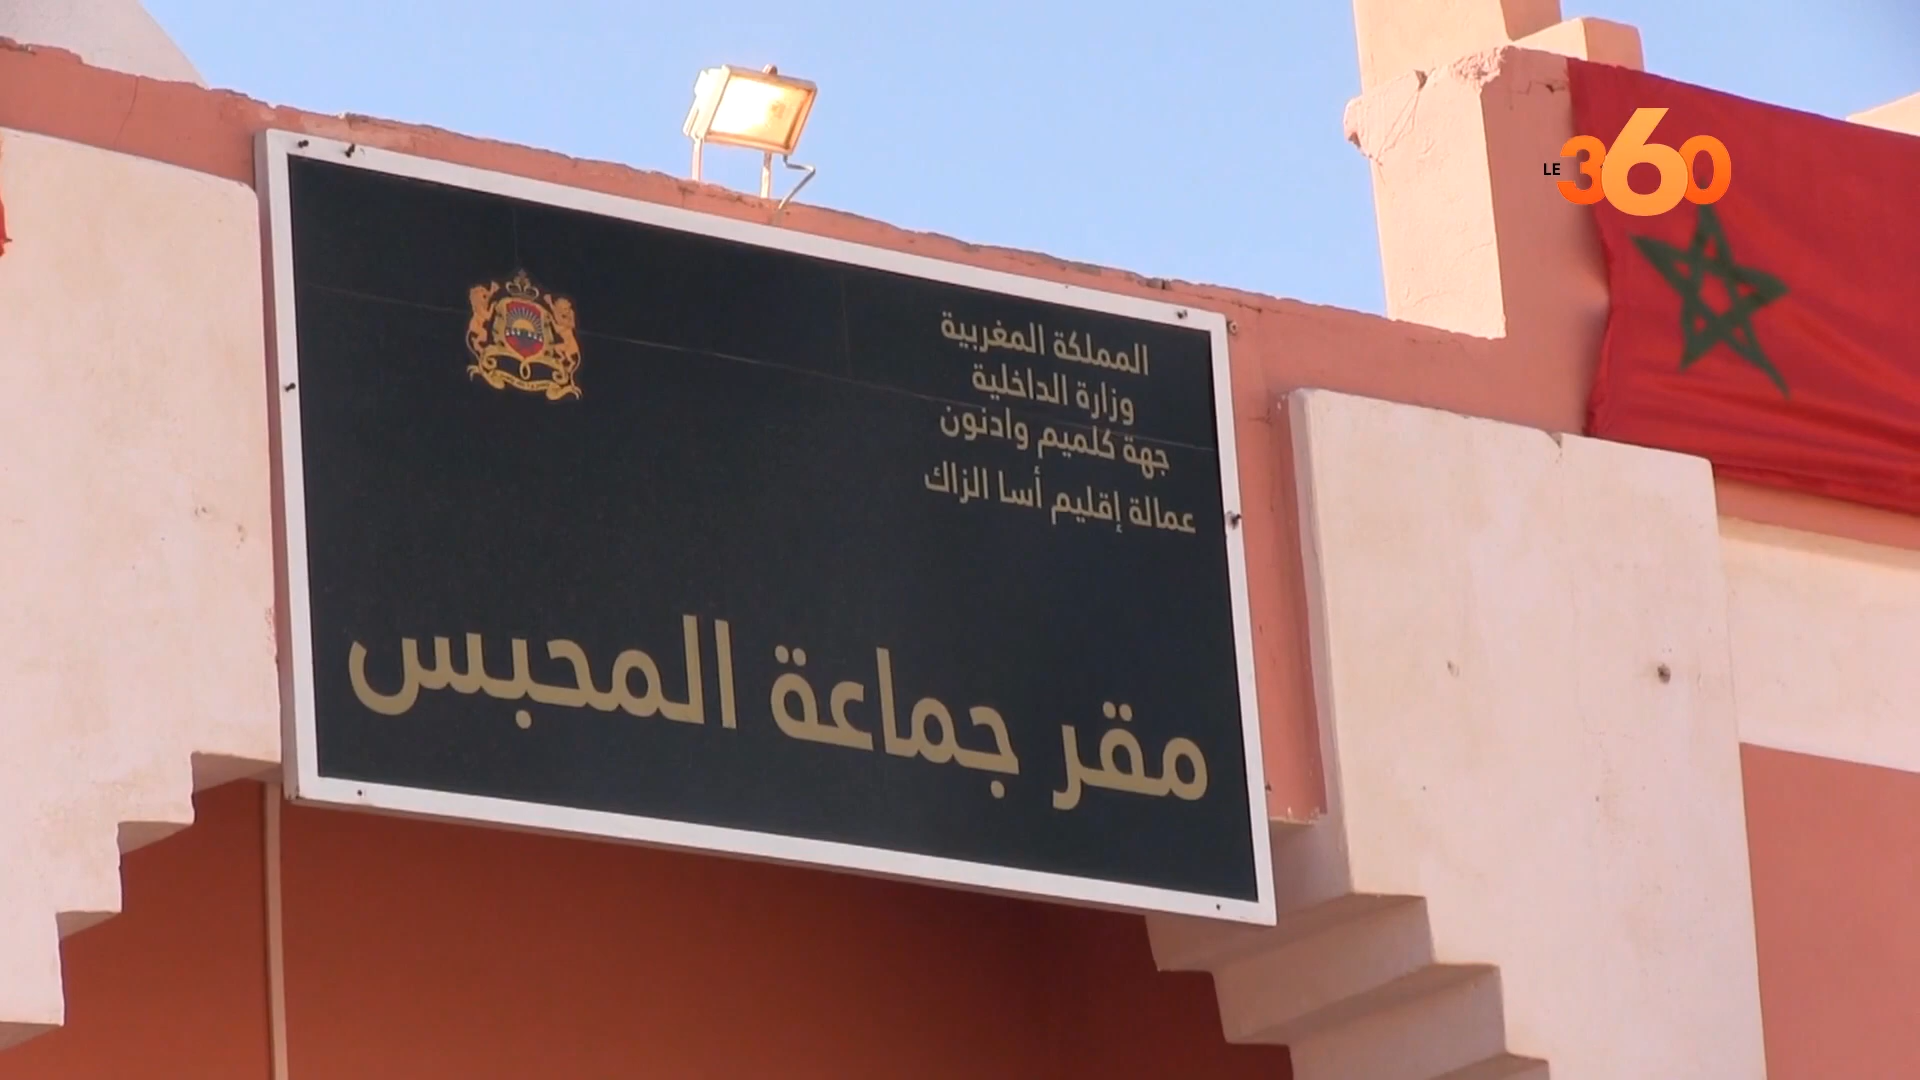 المملكة المغربية
وزارة الداخلية
جهة كلميم وادنون
عمالة إقليم أسا الزاك
مقر جماعة المحبس
LE 360